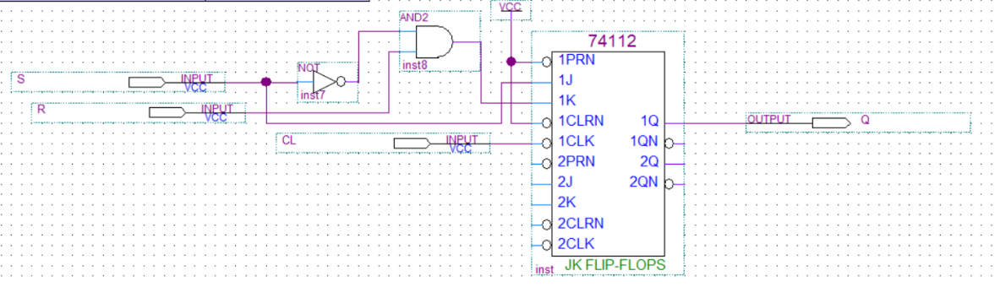 VCC
AND2
inst8
NOT
inst7
S
INPUT
VCC
R
INPUT
VCC
CL
INPUT
VCC
74112
1PRN
1J
1K
1CLRN
1CLK
2PRN
2J
2K
2CLRN
2CLK
1Q
1QN
2Q
2QN
inst
JK FLIP-FLOPS
OUTPUT
Q